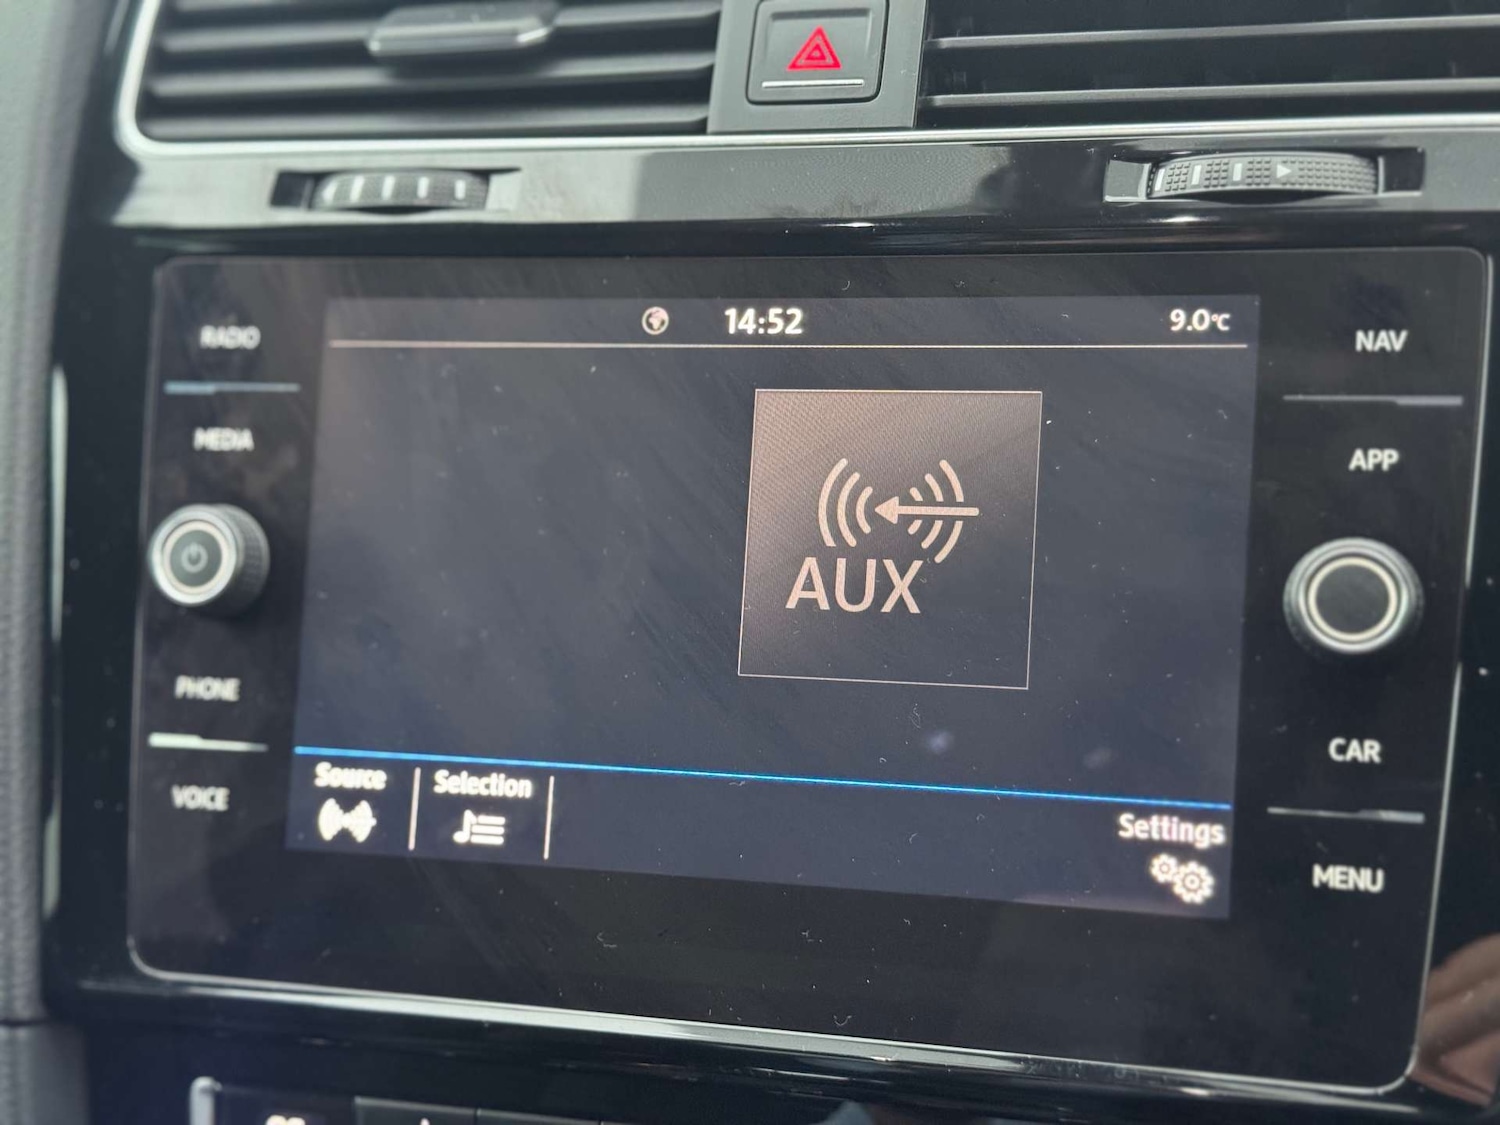 14:52
9.0°C
RADIO
MEDIA
PHONE
VOICE
AUX
Source
Selection
Settings
NAV
APP
CAR
MENU